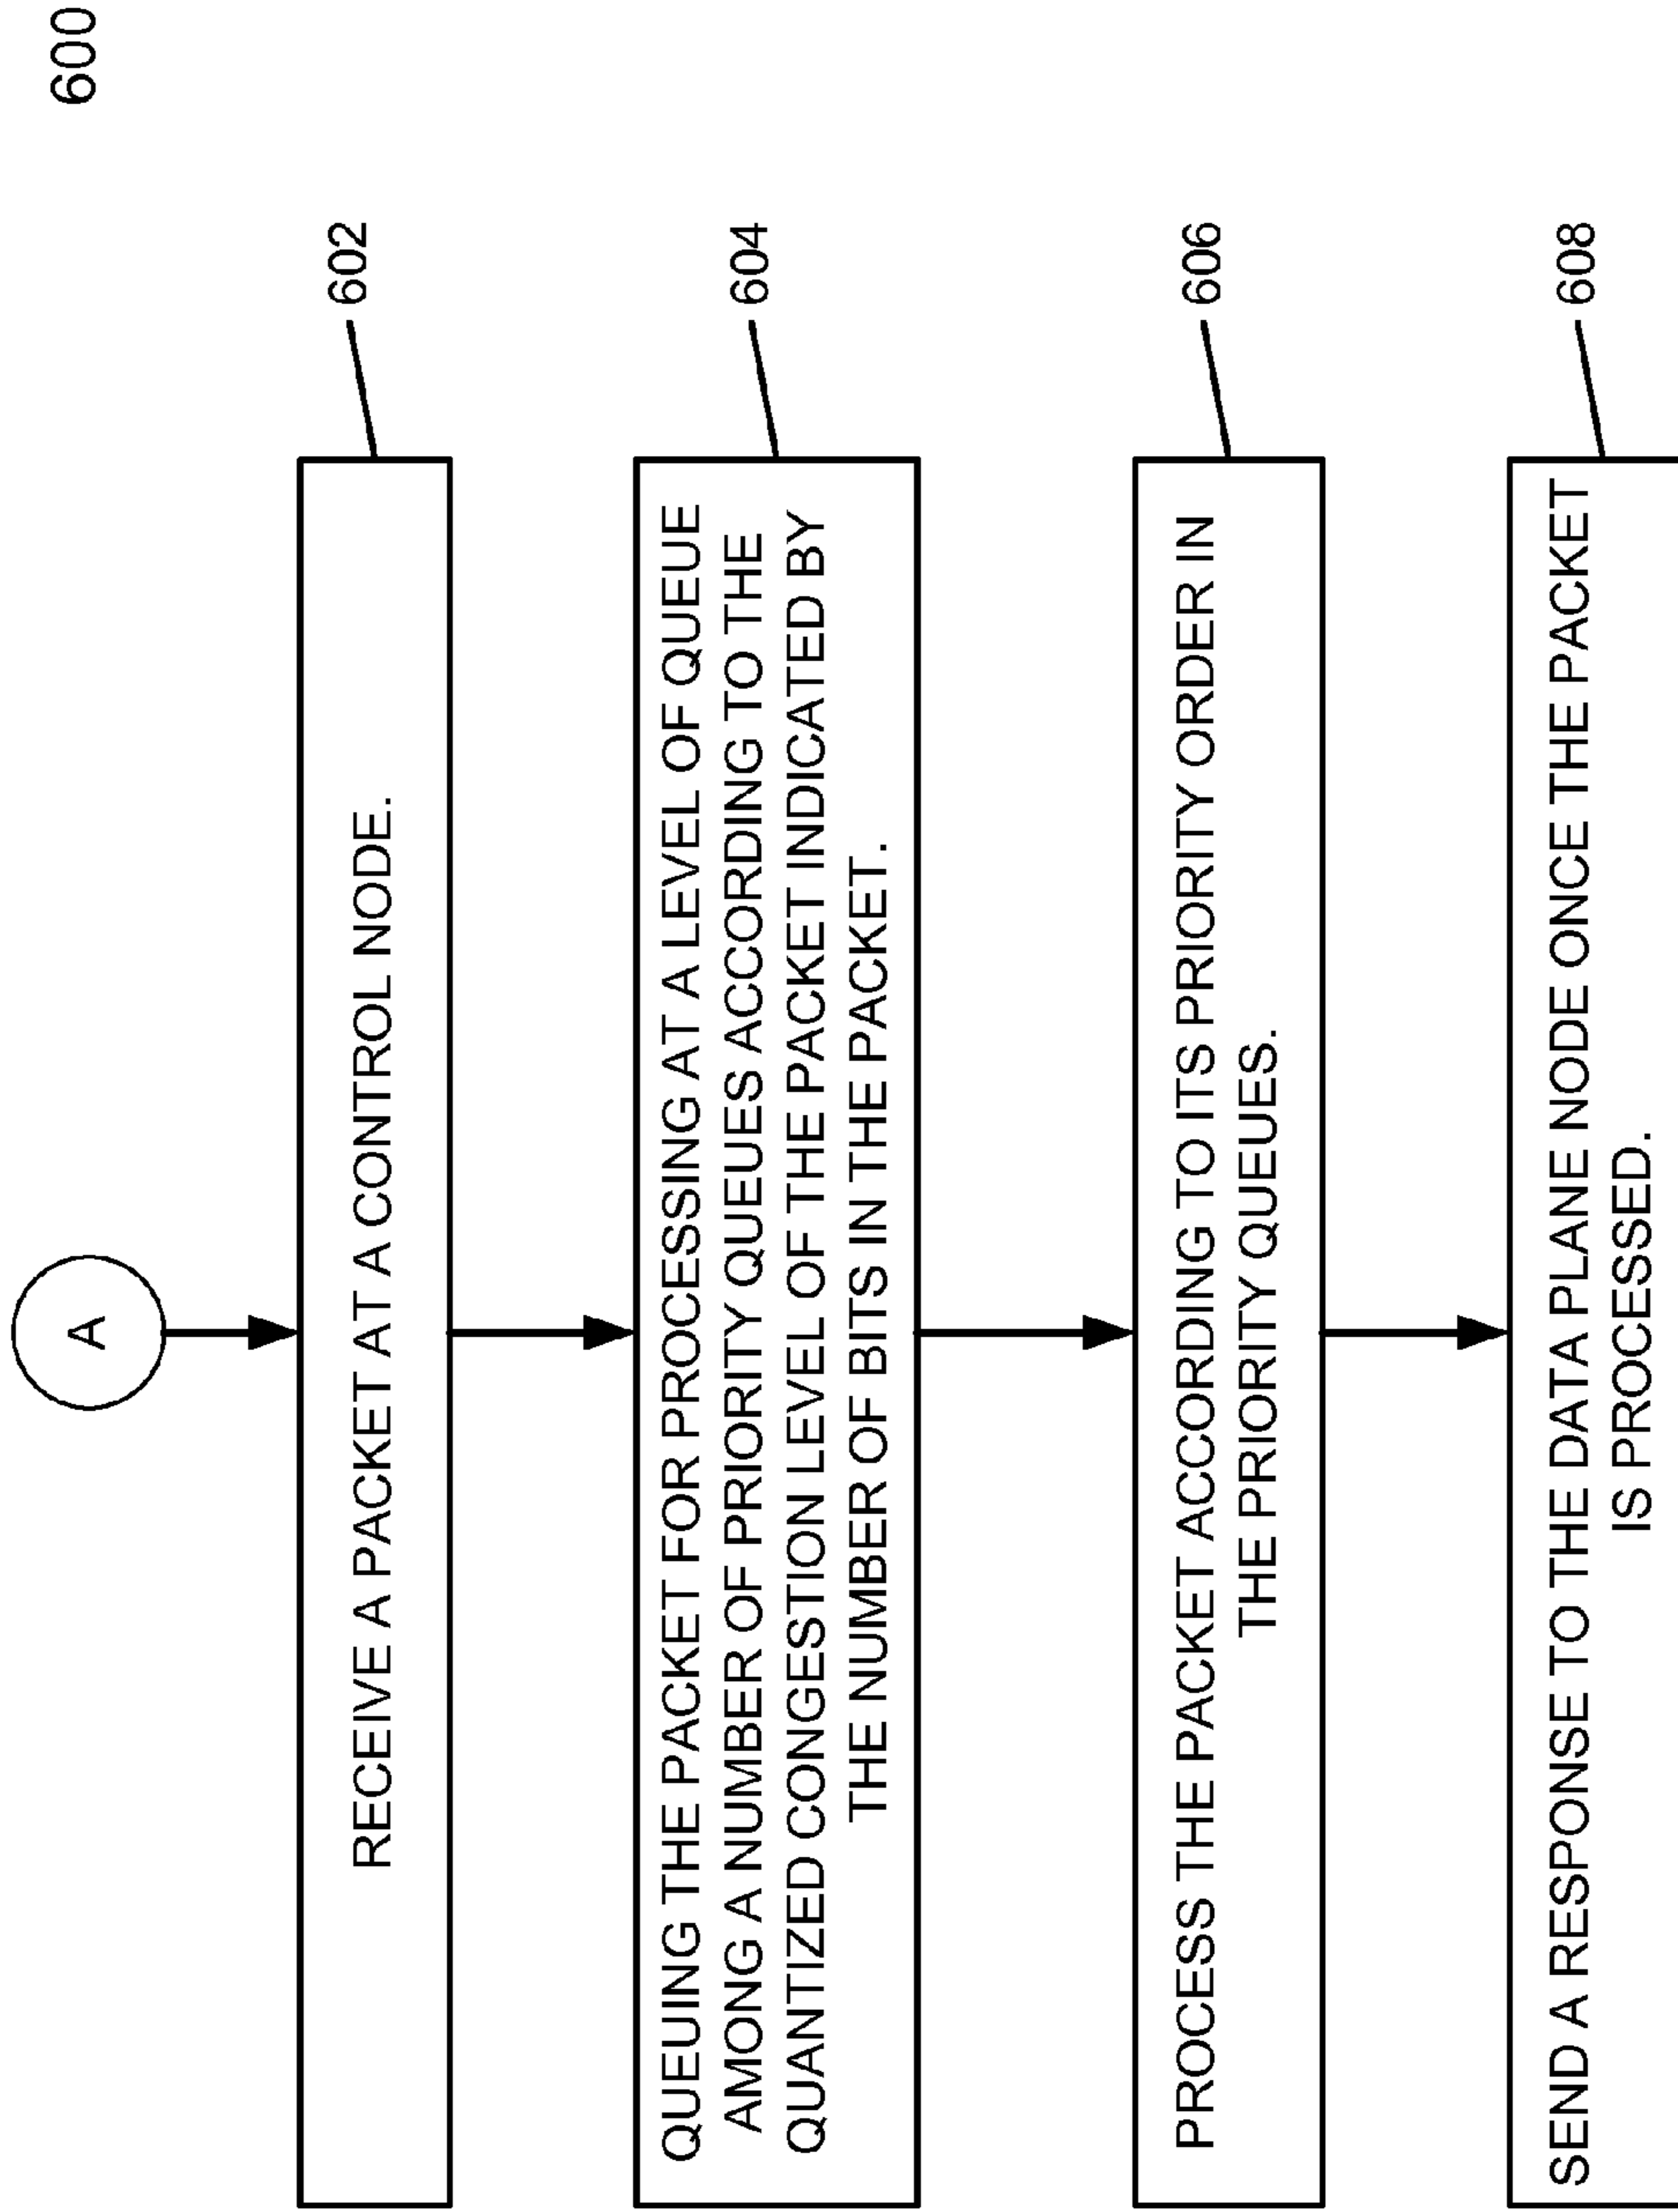 600
A
RECEIVE A PACKET AT A CONTROL NODE.
602
QUEUING THE PACKET FOR PROCESSING AT A LEVEL OF QUEUE
AMONG A NUMBER OF PRIORITY QUEUES ACCORDING TO THE
QUANTIZED CONGESTION LEVEL OF THE PACKET INDICATED BY
THE NUMBER OF BITS IN THE PACKET.
604
PROCESS THE PACKET ACCORDING TO ITS PRIORITY ORDER IN
THE PRIORITY QUEUES.
606
SEND A RESPONSE TO THE DATA PLANE NODE ONCE THE PACKET
IS PROCESSED.
608